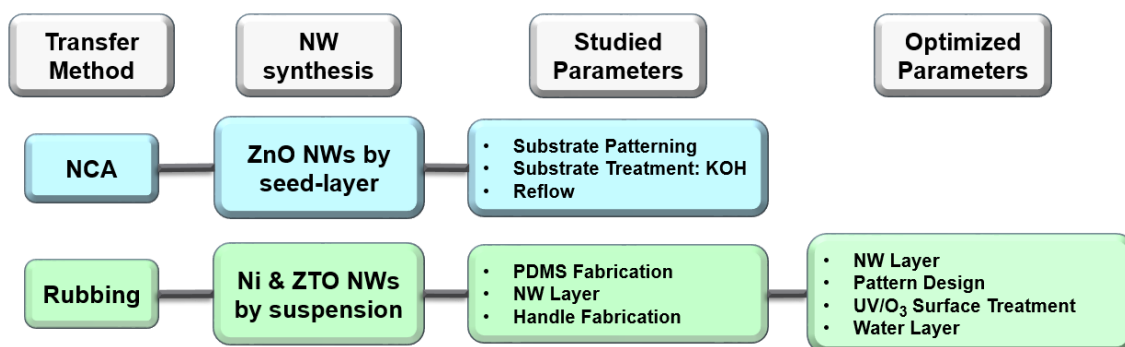 Transfer
Method
NW
synthesis
Studied
Parameters
Optimized
Parameters
NCA
ZnO NWs by
seed-layer
• Substrate Patterning
• Substrate Treatment: KOH
• Reflow
Rubbing
Ni & ZTO NWs
by suspension
• PDMS Fabrication
• NW Layer
• Handle Fabrication
• NW Layer
• Pattern Design
• UV/O₃ Surface Treatment
• Water Layer